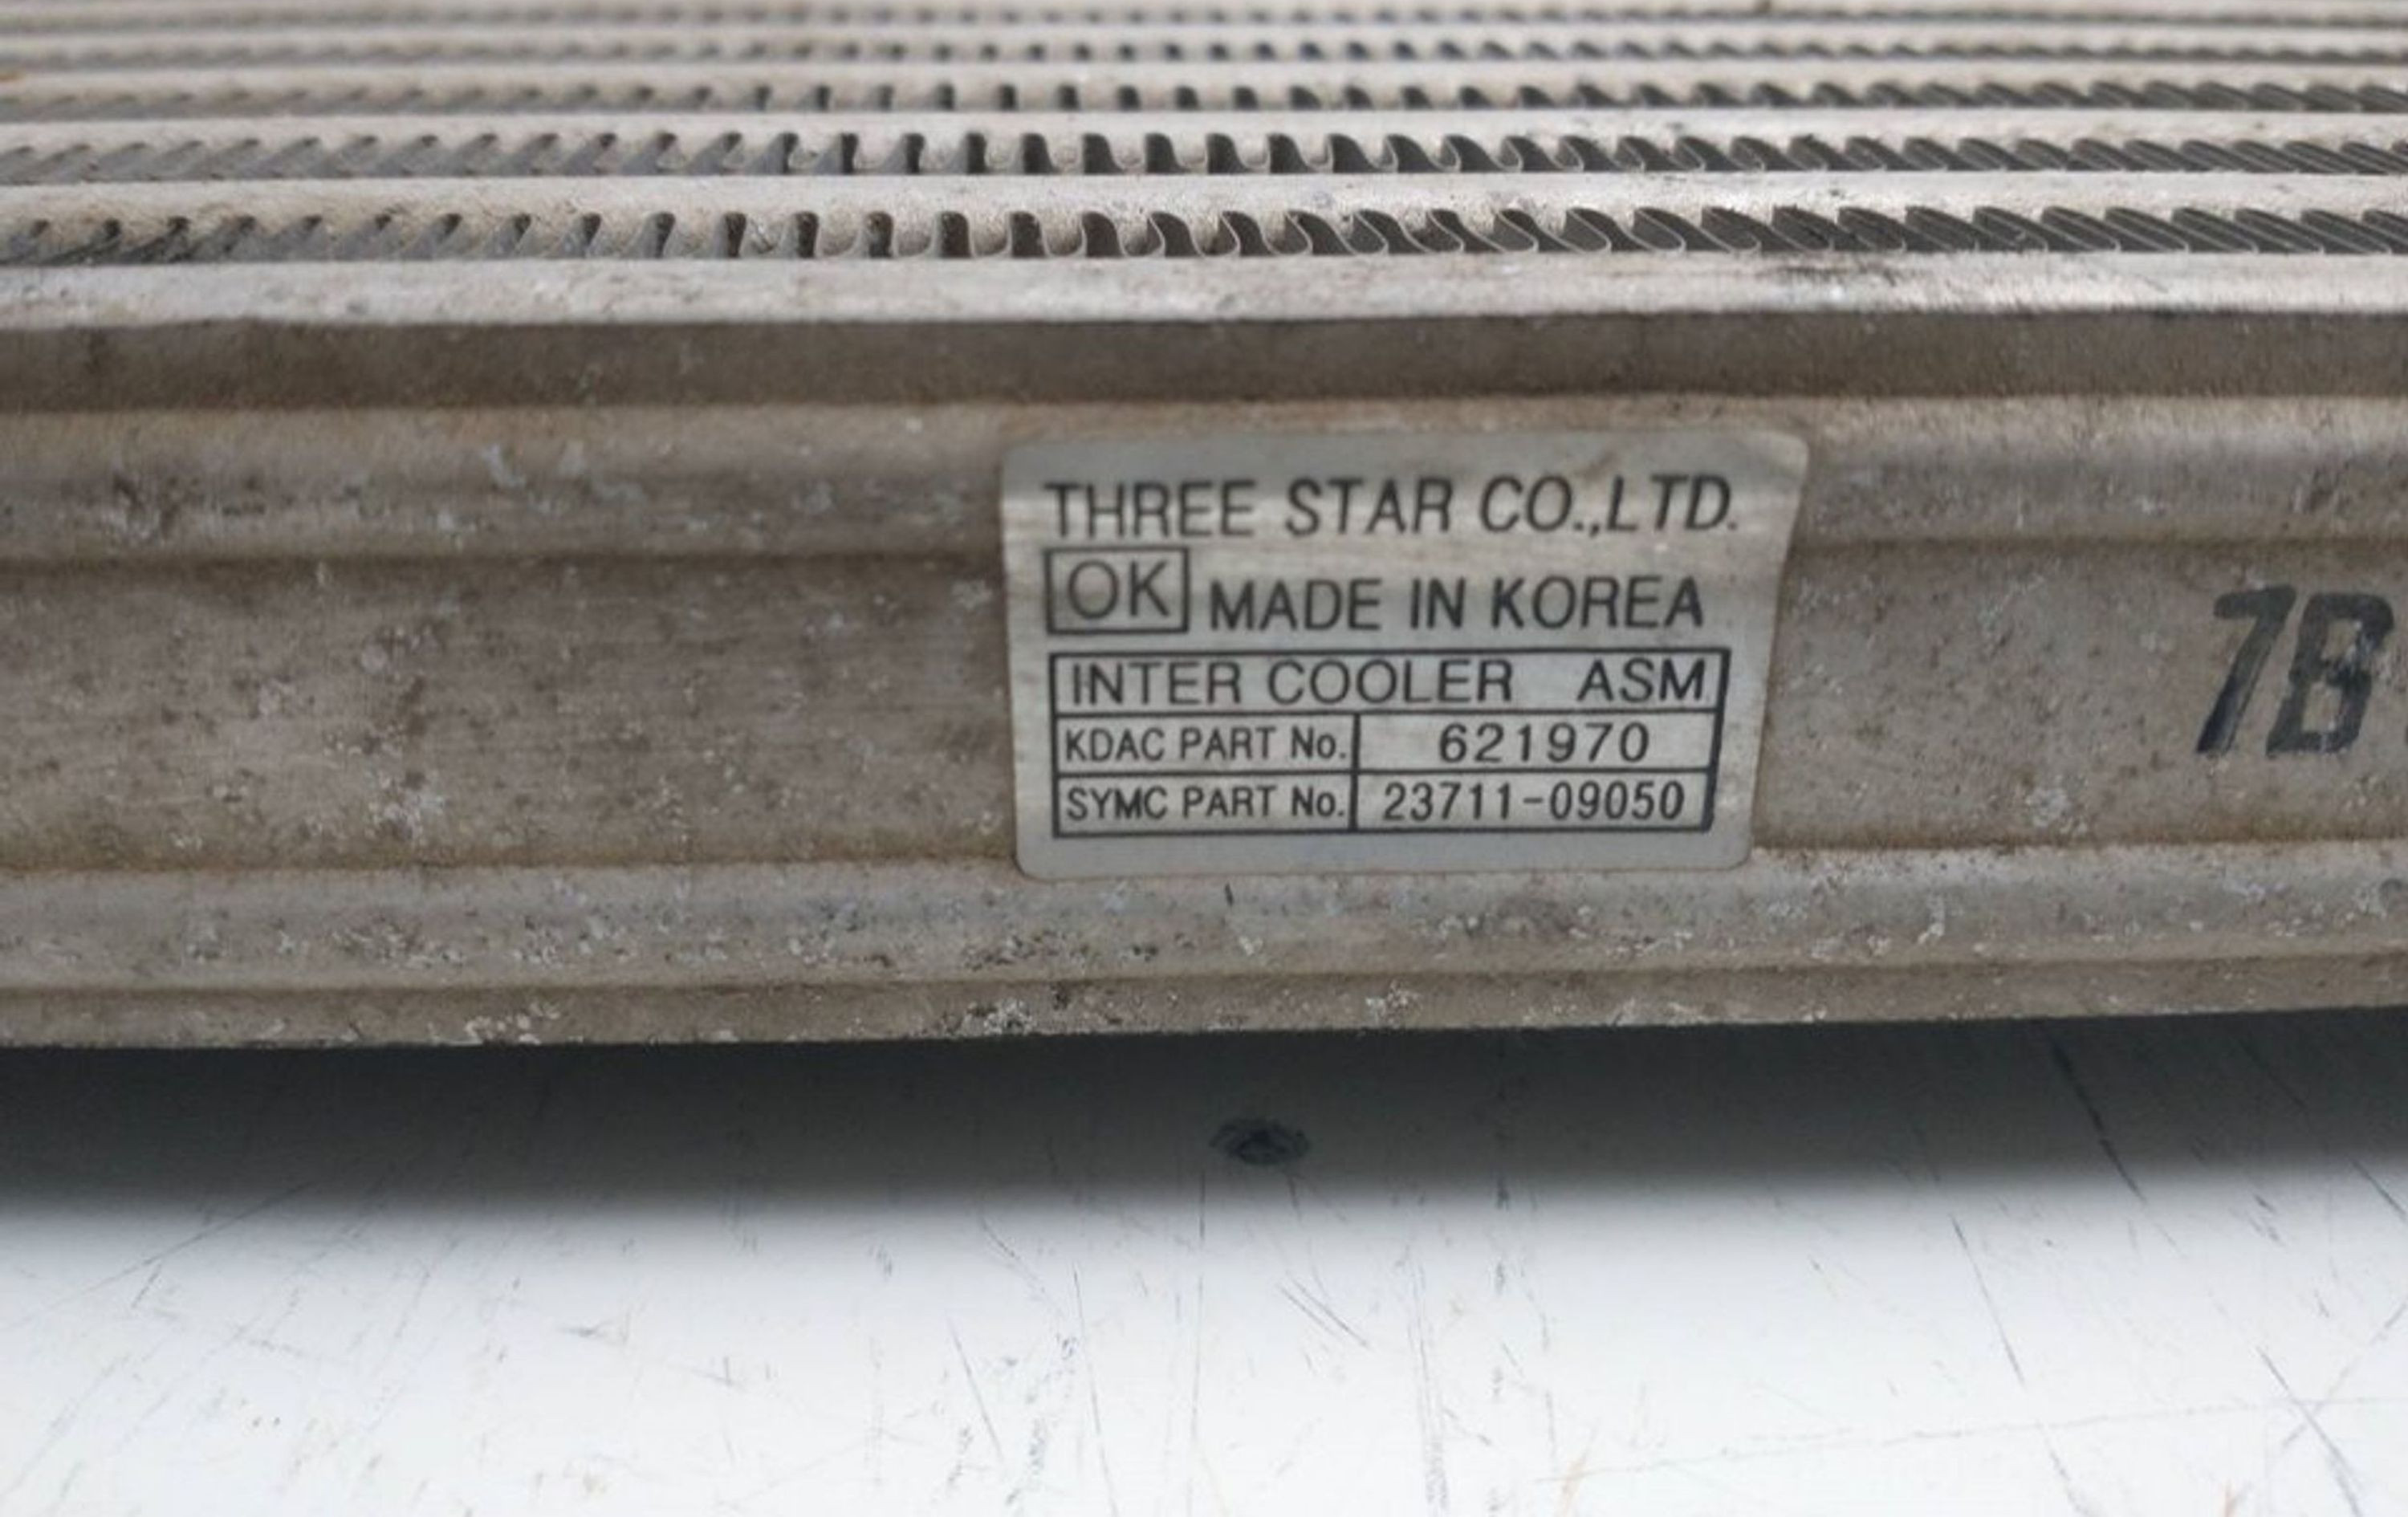 THREE STAR CO.,LTD.
OK MADE IN KOREA
INTER COOLER ASM
KDAC PART No. 621970
SYMC PART No. 23711-09050
7B